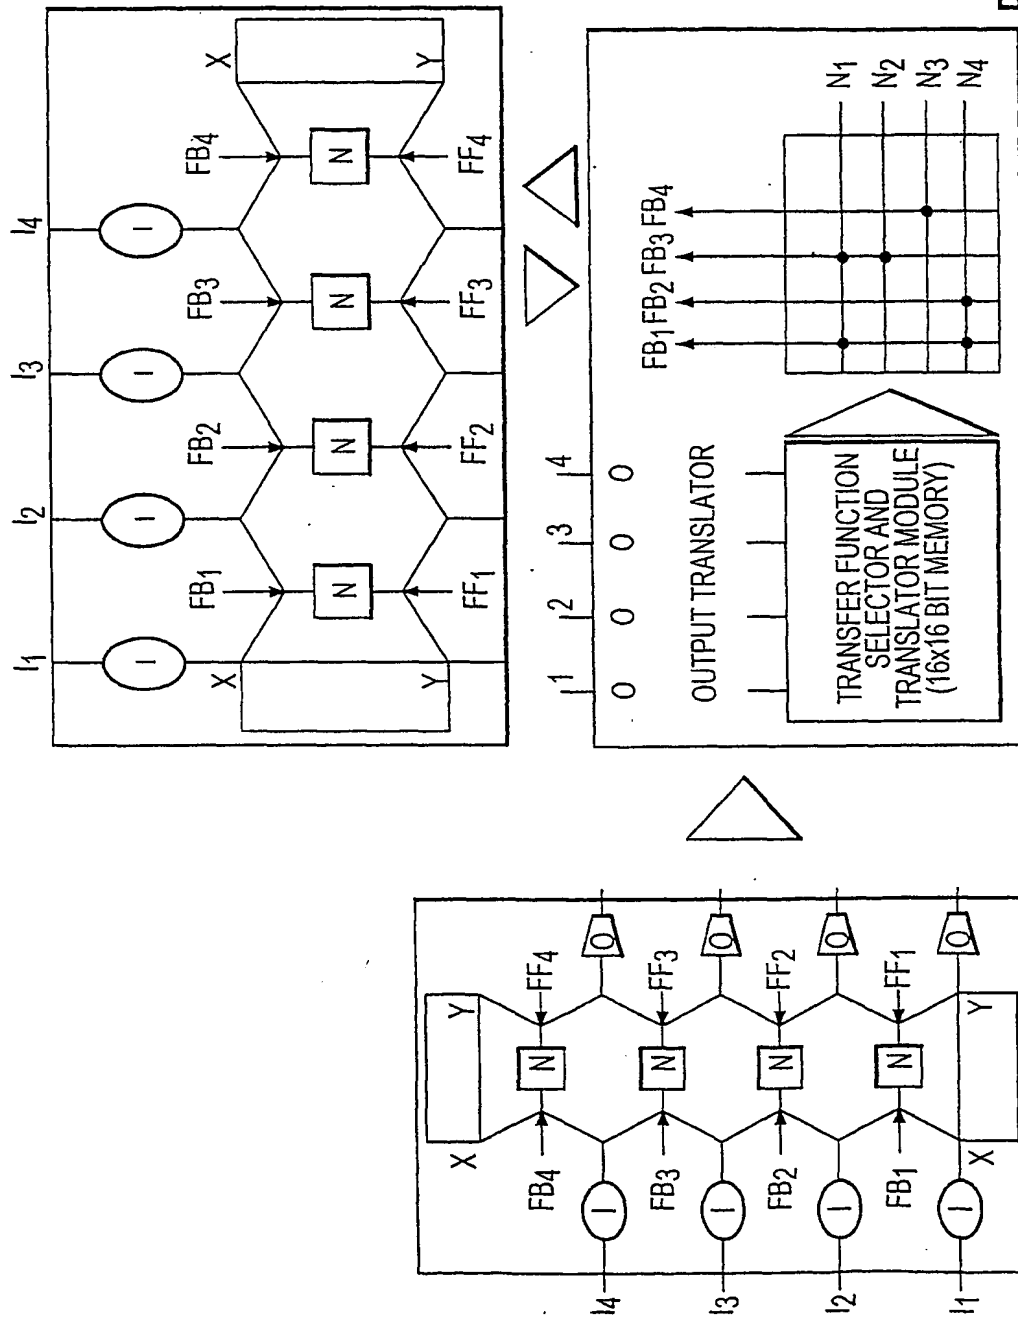 I1 I2 I3 I4
I I I I
X FB1 FB2 FB3 FB4 X
N N N N
Y FF1 FF2 FF3 FF4 Y
1 2 3 4
O O O O
OUTPUT TRANSLATOR
TRANSFER FUNCTION
SELECTOR AND
TRANSLATOR MODULE
(16x16 BIT MEMORY)
FB1 FB2 FB3 FB4
N1
N2
N3
N4
I4 I3 I2 I1
I I I I
X FB4 FB3 FB2 FB1 X
N N N N
Y FF4 FF3 FF2 FF1 Y
O O O O